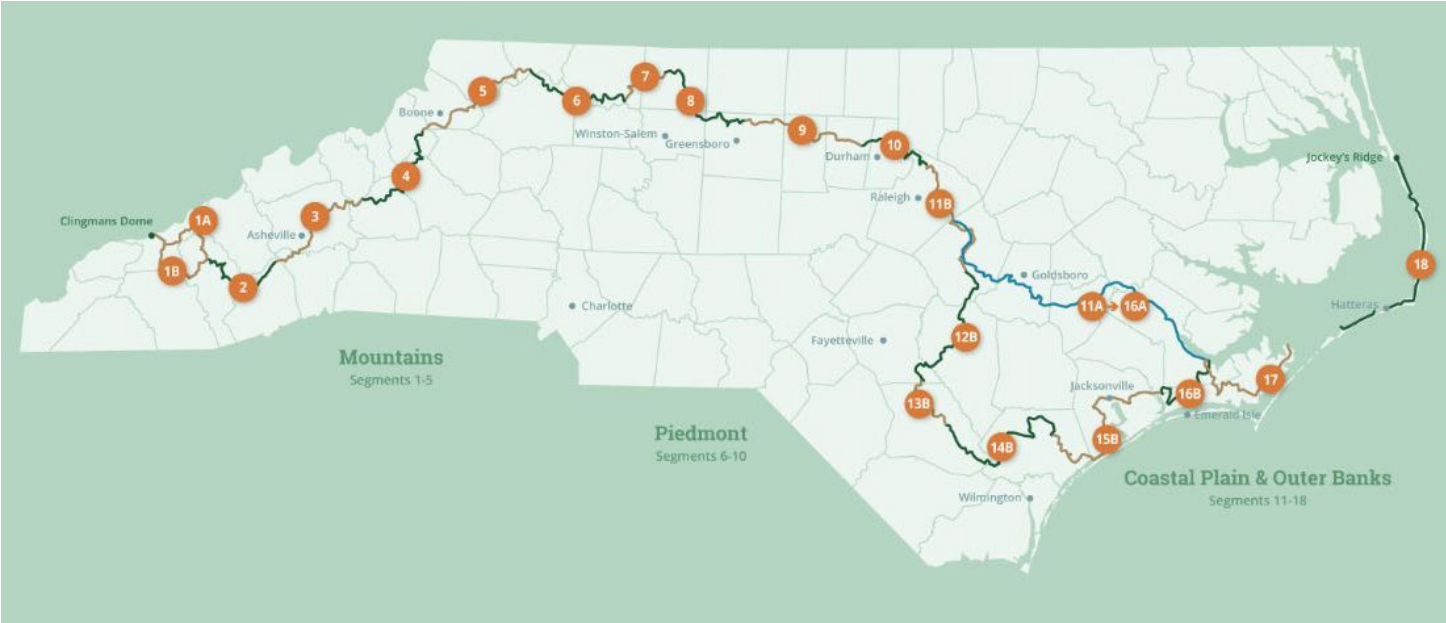 7
5
8
6
Boone
9
Winston-Salem
Greensboro
10
Durham
Jockey's Ridge
4
Raleigh
11B
Clingmans Dome
1A
3
Asheville
1B
2
18
Goldsboro
11A
16A
Hatteras
Charlotte
12B
Fayetteville
Mountains
Segments 1-5
17
Jacksonville
16B
13B
Emerald Isle
Piedmont
Segments 6-10
15B
14B
Coastal Plain & Outer Banks
Segments 11-18
Wilmington